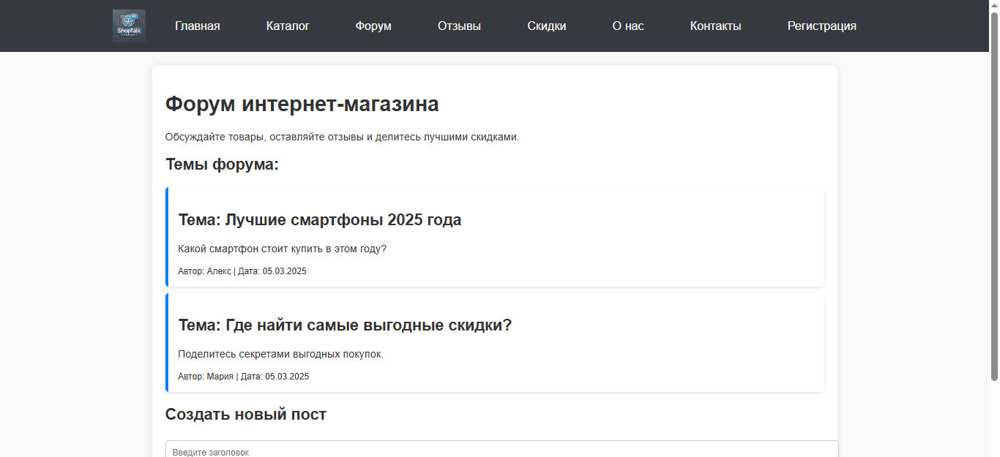 ShopTalk
FORUM
Главная Каталог Форум Отзывы Скидки О нас Контакты Регистрация
Форум интернет-магазина
Обсуждайте товары, оставляйте отзывы и делитесь лучшими скидками.
Темы форума:
Тема: Лучшие смартфоны 2025 года
Какой смартфон стоит купить в этом году?
Автор: Алекс | Дата: 05.03.2025
Тема: Где найти самые выгодные скидки?
Поделитесь секретами выгодных покупок.
Автор: Мария | Дата: 05.03.2025
Создать новый пост
Введите заголовок